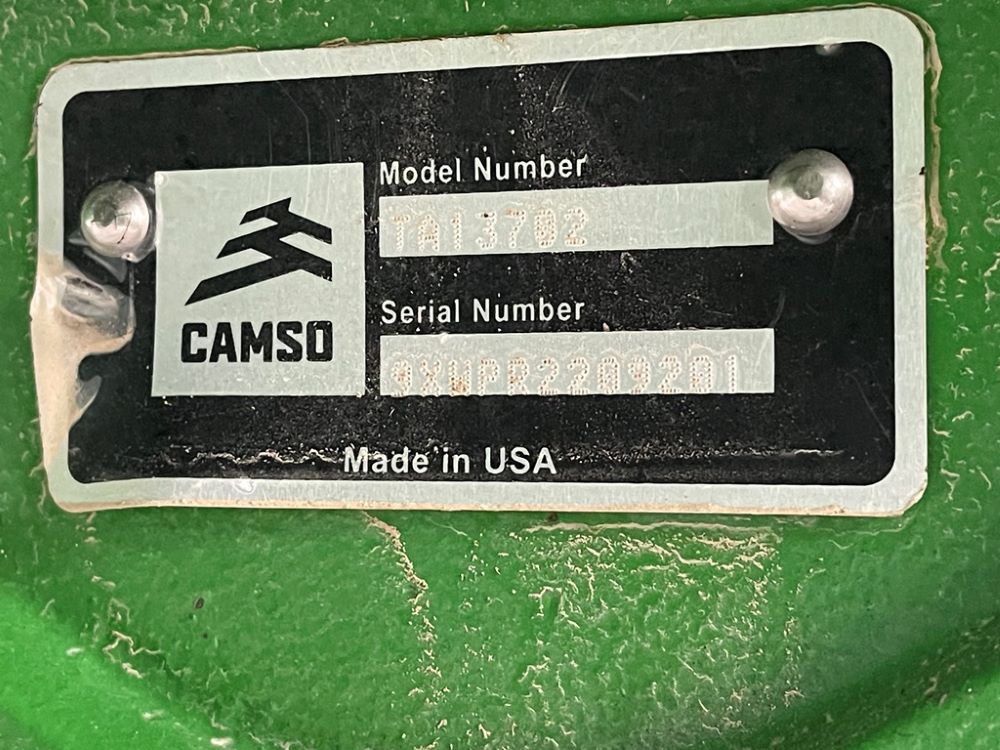 Model Number
TA13702
CAMSO
Serial Number
9XWPR2209201
Made in USA